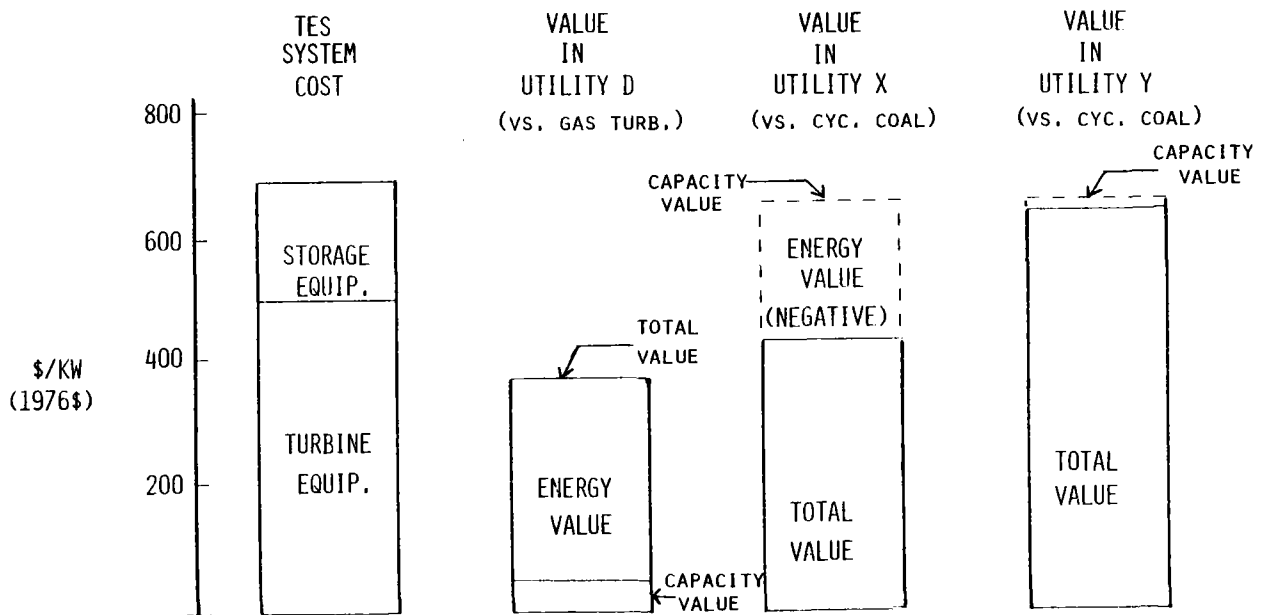 TES
SYSTEM
COST
VALUE
IN
UTILITY D
(VS. GAS TURB.)
VALUE
IN
UTILITY X
(VS. CYC. COAL)
VALUE
IN
UTILITY Y
(VS. CYC. COAL)
800
600
400
200
$/KW
(1976$)
STORAGE
EQUIP.
TURBINE
EQUIP.
TOTAL
VALUE
ENERGY
VALUE
CAPACITY
VALUE
CAPACITY
VALUE
ENERGY
VALUE
(NEGATIVE)
TOTAL
VALUE
CAPACITY
VALUE
TOTAL
VALUE